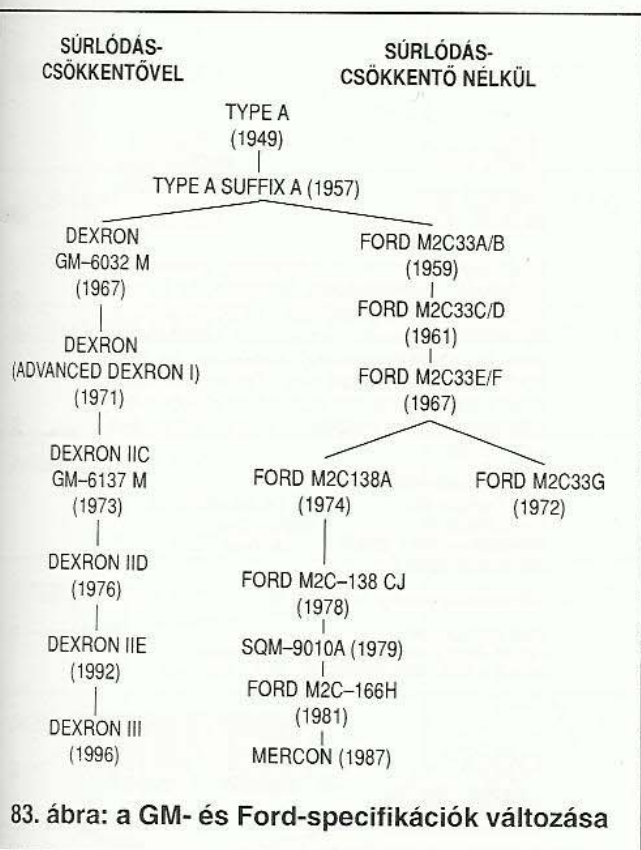 SÚRLÓDÁS-
CSÖKKENTŐVEL
SÚRLÓDÁS-
CSÖKKENTŐ NÉLKÜL
TYPE A
(1949)
TYPE A SUFFIX A (1957)
DEXRON
GM–6032 M
(1967)
DEXRON
(ADVANCED DEXRON I)
(1971)
DEXRON IIC
GM–6137 M
(1973)
DEXRON IID
(1976)
DEXRON IIE
(1992)
DEXRON III
(1996)
FORD M2C33A/B
(1959)
FORD M2C33C/D
(1961)
FORD M2C33E/F
(1967)
FORD M2C138A
(1974)
FORD M2C33G
(1972)
FORD M2C–138 CJ
(1978)
SQM–9010A (1979)
FORD M2C–166H
(1981)
MERCON (1987)
83. ábra: a GM- és Ford-specifikációk változása